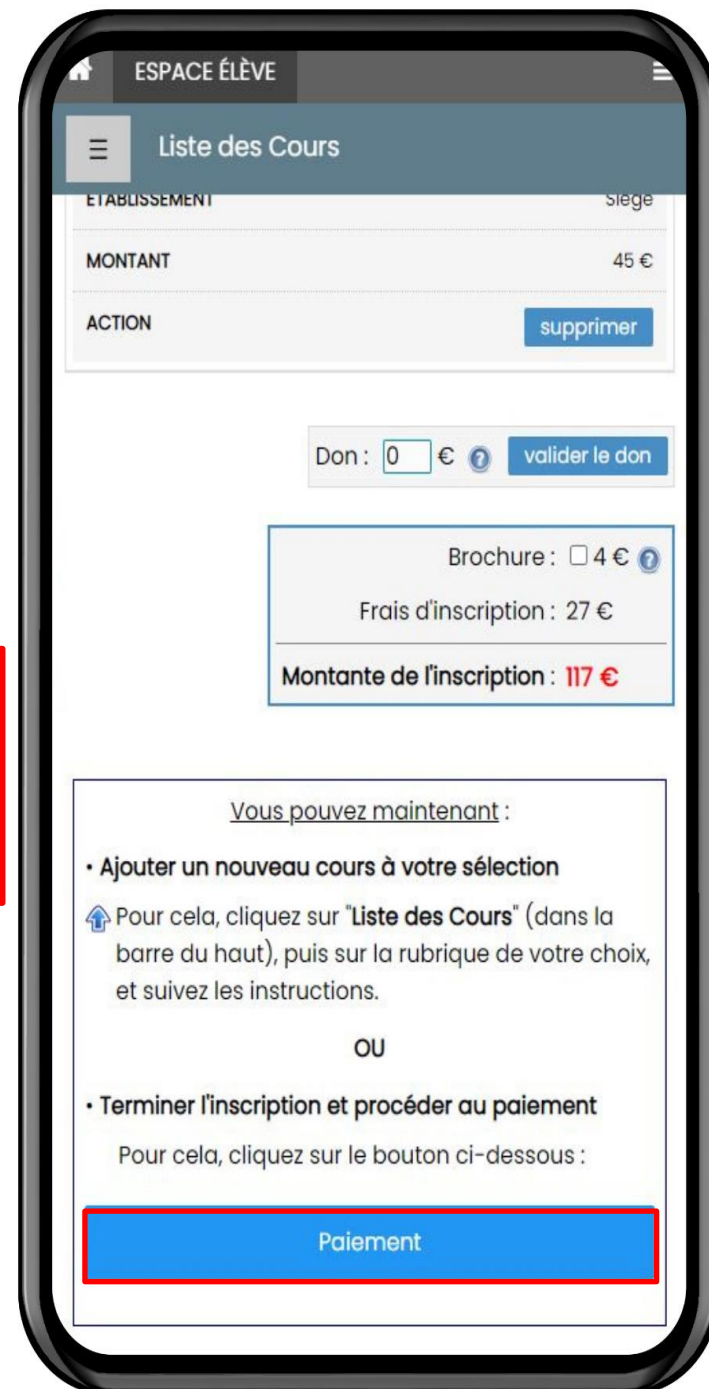 ESPACE ÉLÈVE
☰ Liste des Cours
ETABLISSEMENT Siège
MONTANT 45 €
ACTION supprimer
Don : 0 € ? valider le don
Brochure : ☐ 4 € ?
Frais d'inscription : 27 €
Montante de l'inscription : 117 €
Vous pouvez maintenant :
• Ajouter un nouveau cours à votre sélection
Pour cela, cliquez sur "Liste des Cours" (dans la
barre du haut), puis sur la rubrique de votre choix,
et suivez les instructions.
OU
• Terminer l'inscription et procéder au paiement
Pour cela, cliquez sur le bouton ci-dessous :
Paiement